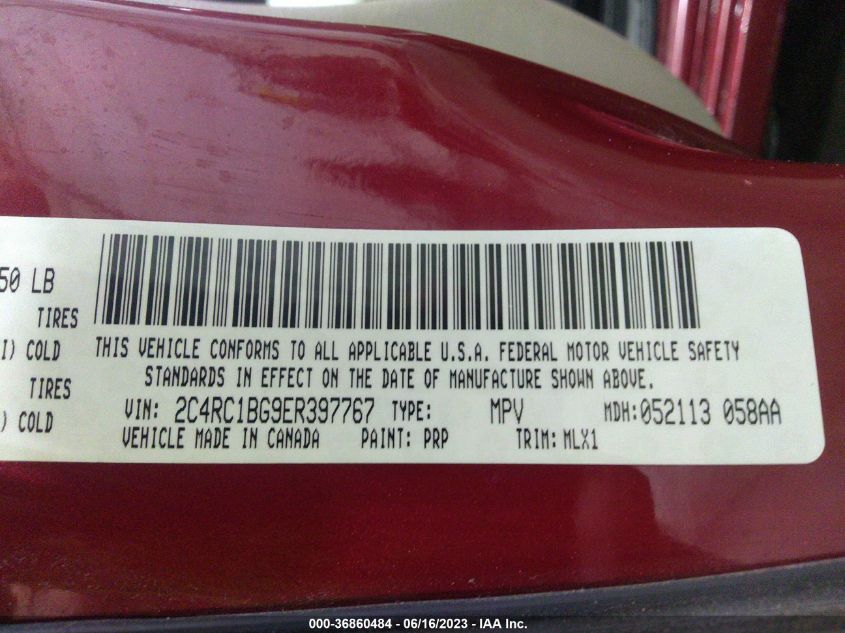 50 LB
TIRES
I) COLD
TIRES
) COLD
THIS VEHICLE CONFORMS TO ALL APPLICABLE U.S.A. FEDERAL MOTOR VEHICLE SAFETY
STANDARDS IN EFFECT ON THE DATE OF MANUFACTURE SHOWN ABOVE.
VIN: 2C4RC1BG9ER397767 TYPE: MPV MDH:052113 058AA
VEHICLE MADE IN CANADA PAINT: PRP TRIM: MLX1
000-36860484 - 06/16/2023 - IAA Inc.